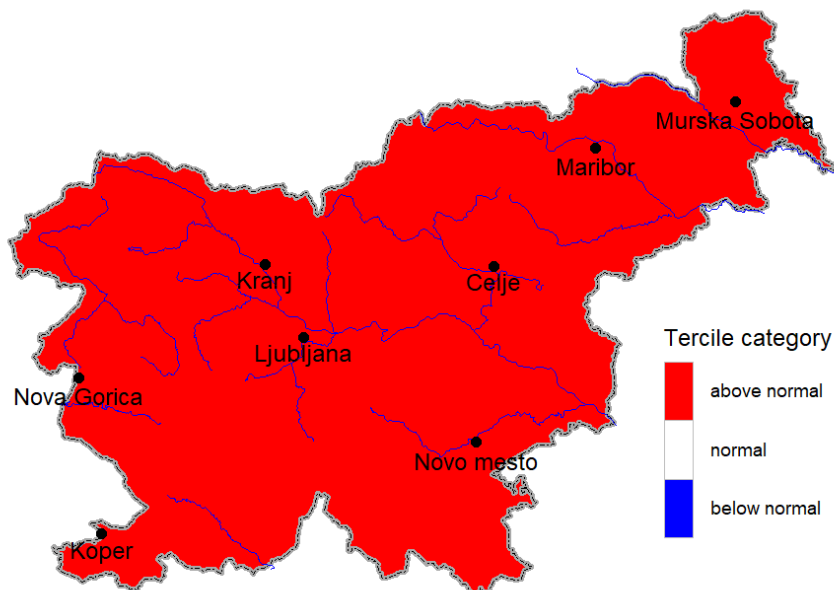 Murska Sobota
Maribor
Kranj
Celje
Ljubljana
Nova Gorica
Novo mesto
Koper
Tercile category
above normal
normal
below normal